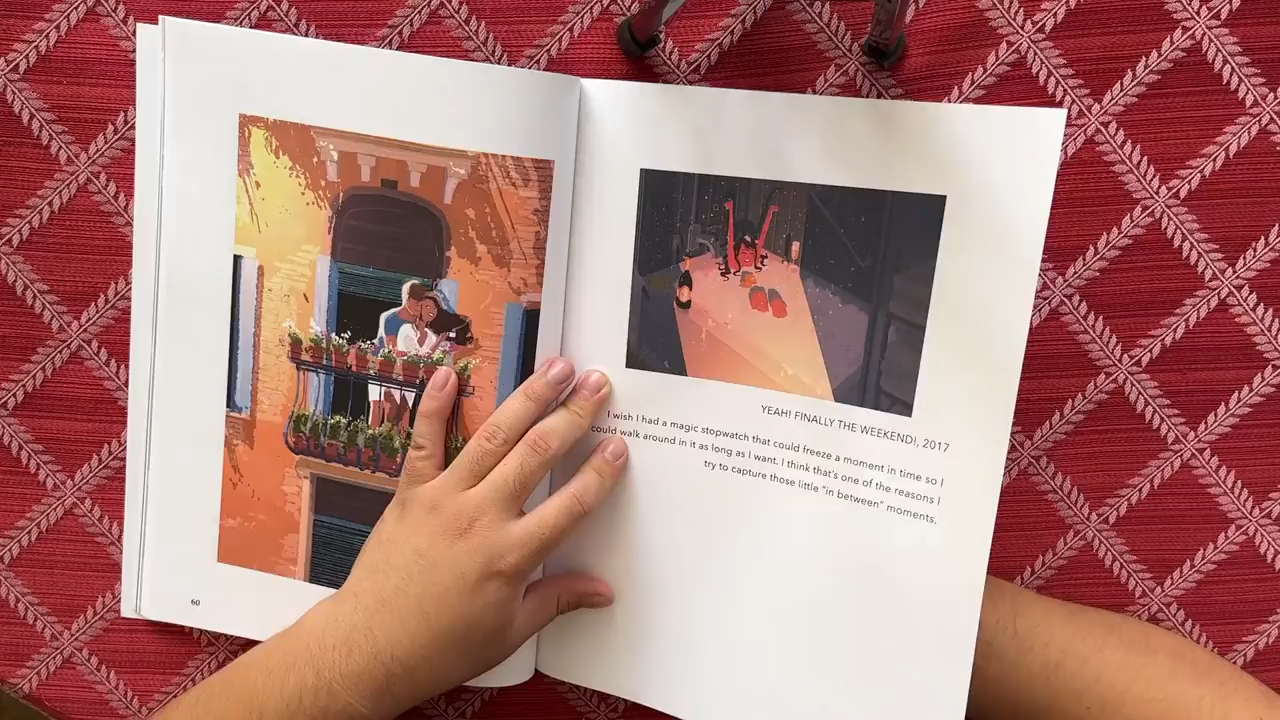 60
YEAH! FINALLY THE WEEKEND!, 2017
I wish I had a magic stopwatch that could freeze a moment in time so I
could walk around in it as long as I want. I think that's one of the reasons I
try to capture those little "in between" moments.